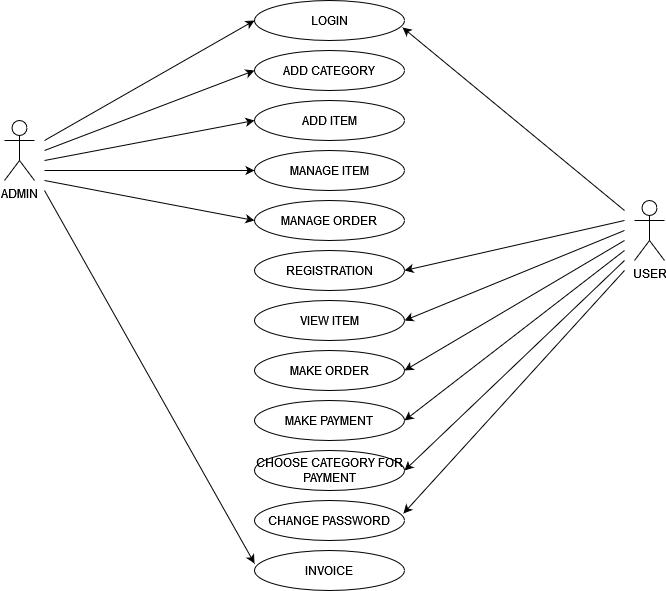 LOGIN
ADD CATEGORY
ADD ITEM
MANAGE ITEM
ADMIN
MANAGE ORDER
REGISTRATION
USER
VIEW ITEM
MAKE ORDER
MAKE PAYMENT
CHOOSE CATEGORY FOR
PAYMENT
CHANGE PASSWORD
INVOICE